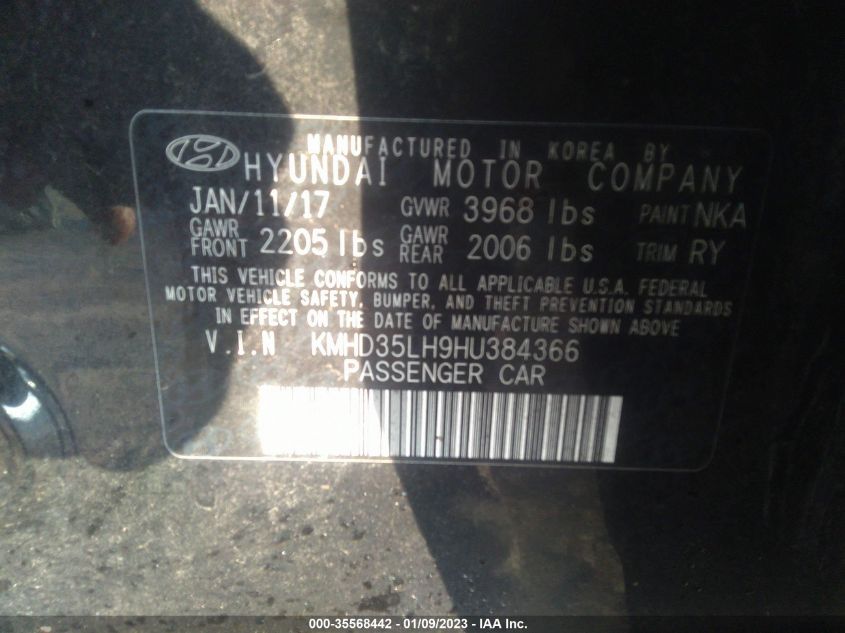 MANUFACTURED IN KOREA BY
HYUNDAI MOTOR COMPANY
JAN/11/17 GVWR 3968 lbs PAINT NKA
GAWR FRONT 2205 lbs GAWR REAR 2006 lbs TRIM RY
THIS VEHICLE CONFORMS TO ALL APPLICABLE U.S.A. FEDERAL
MOTOR VEHICLE SAFETY, BUMPER, AND THEFT PREVENTION STANDARDS
IN EFFECT ON THE DATE OF MANUFACTURE SHOWN ABOVE
V.I.N KMHD35LH9HU384366
PASSENGER CAR
000-35568442 - 01/09/2023 - IAA Inc.